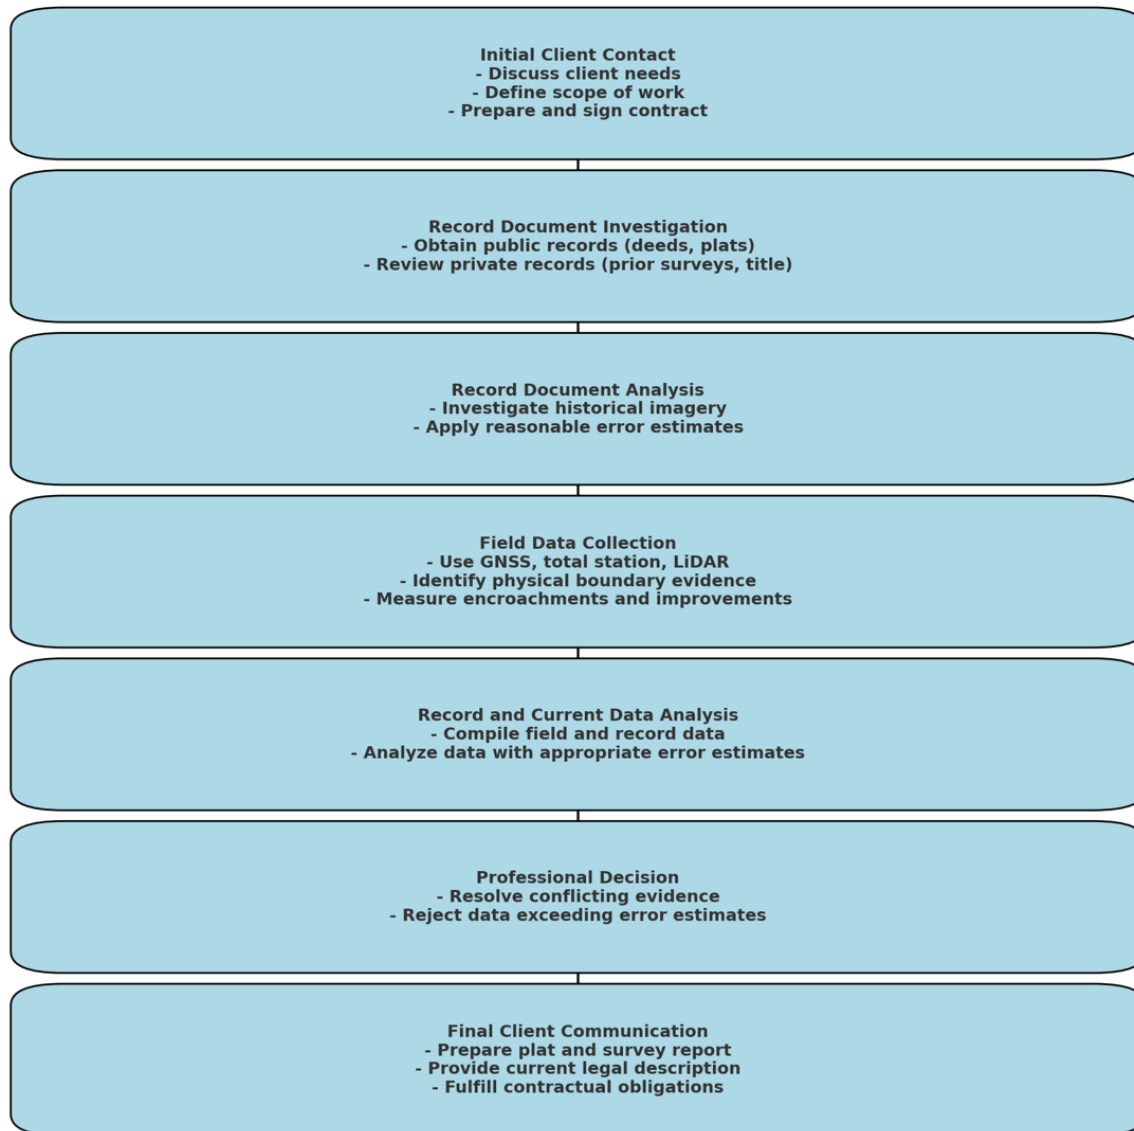 Initial Client Contact
- Discuss client needs
- Define scope of work
- Prepare and sign contract
Record Document Investigation
- Obtain public records (deeds, plats)
- Review private records (prior surveys, title)
Record Document Analysis
- Investigate historical imagery
- Apply reasonable error estimates
Field Data Collection
- Use GNSS, total station, LiDAR
- Identify physical boundary evidence
- Measure encroachments and improvements
Record and Current Data Analysis
- Compile field and record data
- Analyze data with appropriate error estimates
Professional Decision
- Resolve conflicting evidence
- Reject data exceeding error estimates
Final Client Communication
- Prepare plat and survey report
- Provide current legal description
- Fulfill contractual obligations